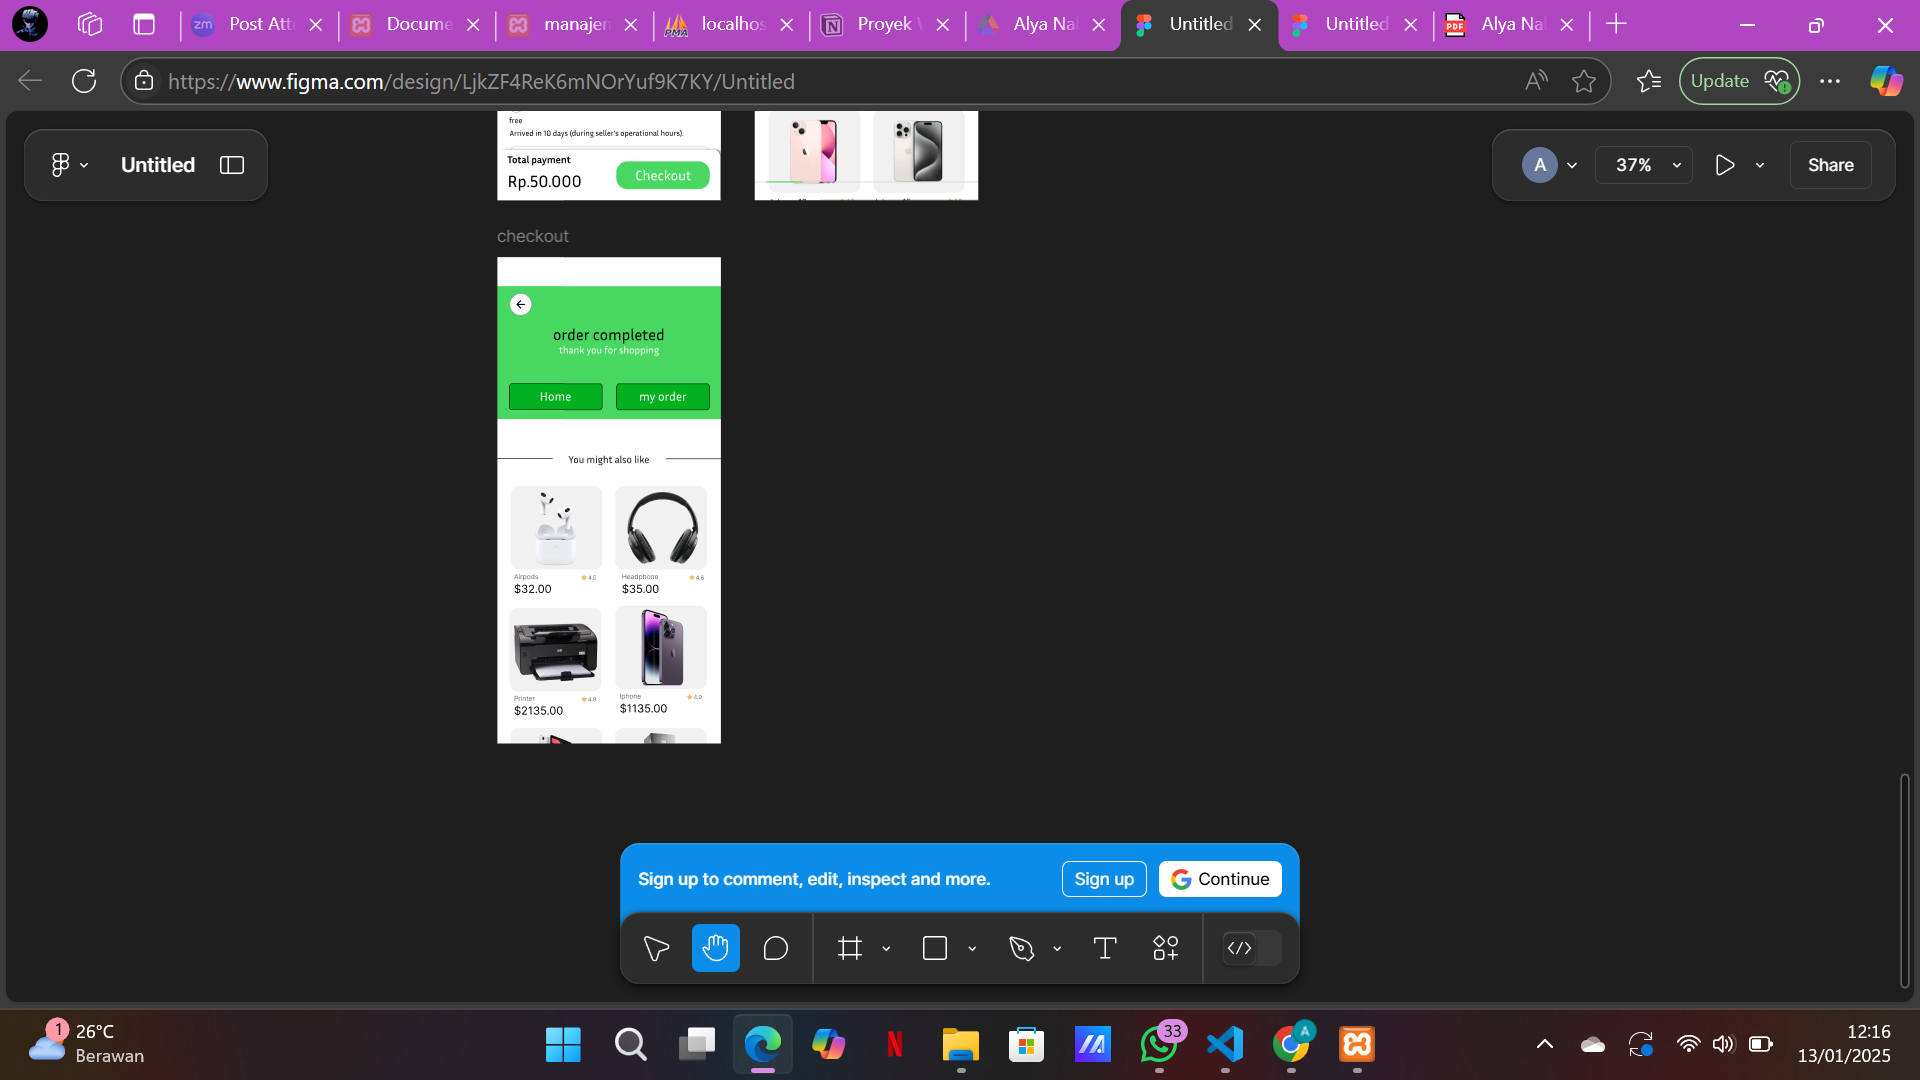 Post Att
Docume
manajen
localhos
Proyek
Alya Nal
Untitled
Untitled
Alya Nal
https://www.figma.com/design/LjkZF4ReK6mNOrYuf9K7KY/Untitled
Update
Untitled
A
37%
Share
free
Arrived in 10 days (during seller's operational hours).
Total payment
Rp.50.000
Checkout
checkout
order completed
thank you for shopping
Home
my order
You might also like
Airpods
4.5
$32.00
Headphone
4.6
$35.00
Printer
4.9
$2135.00
Iphone
4.9
$1135.00
Sign up to comment, edit, inspect and more.
Sign up
Continue
1
26°C
Berawan
33
A
12:16
13/01/2025